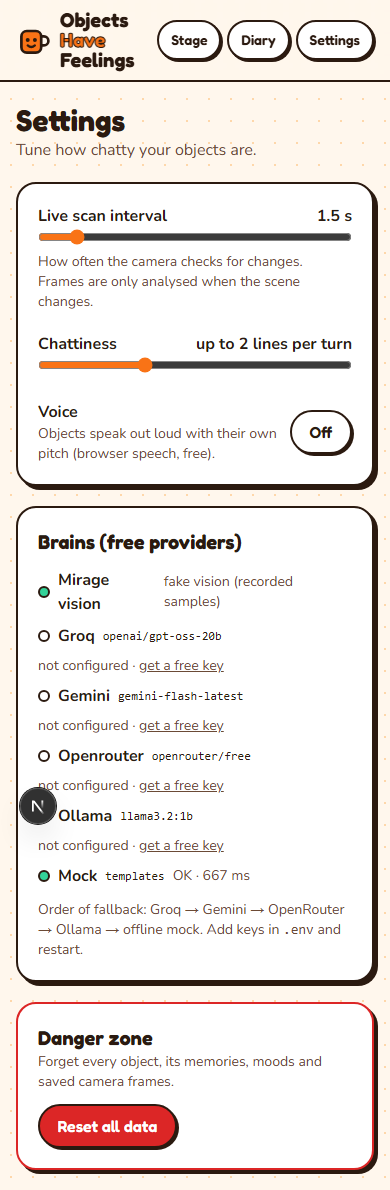 Objects
Have
Feelings
Stage
Diary
Settings
Settings
Tune how chatty your objects are.
Live scan interval 1.5 s
How often the camera checks for changes.
Frames are only analysed when the scene
changes.
Chattiness up to 2 lines per turn
Voice
Objects speak out loud with their own
pitch (browser speech, free).
Off
Brains (free providers)
Mirage
vision
fake vision (recorded
samples)
Groq openai/gpt-oss-20b
not configured · get a free key
Gemini gemini-flash-latest
not configured · get a free key
Openrouter openrouter/free
not configured · get a free key
N
Ollama llama3.2:1b
not configured · get a free key
Mock templates OK · 667 ms
Order of fallback: Groq → Gemini → OpenRouter
→ Ollama → offline mock. Add keys in .env and
restart.
Danger zone
Forget every object, its memories, moods and
saved camera frames.
Reset all data